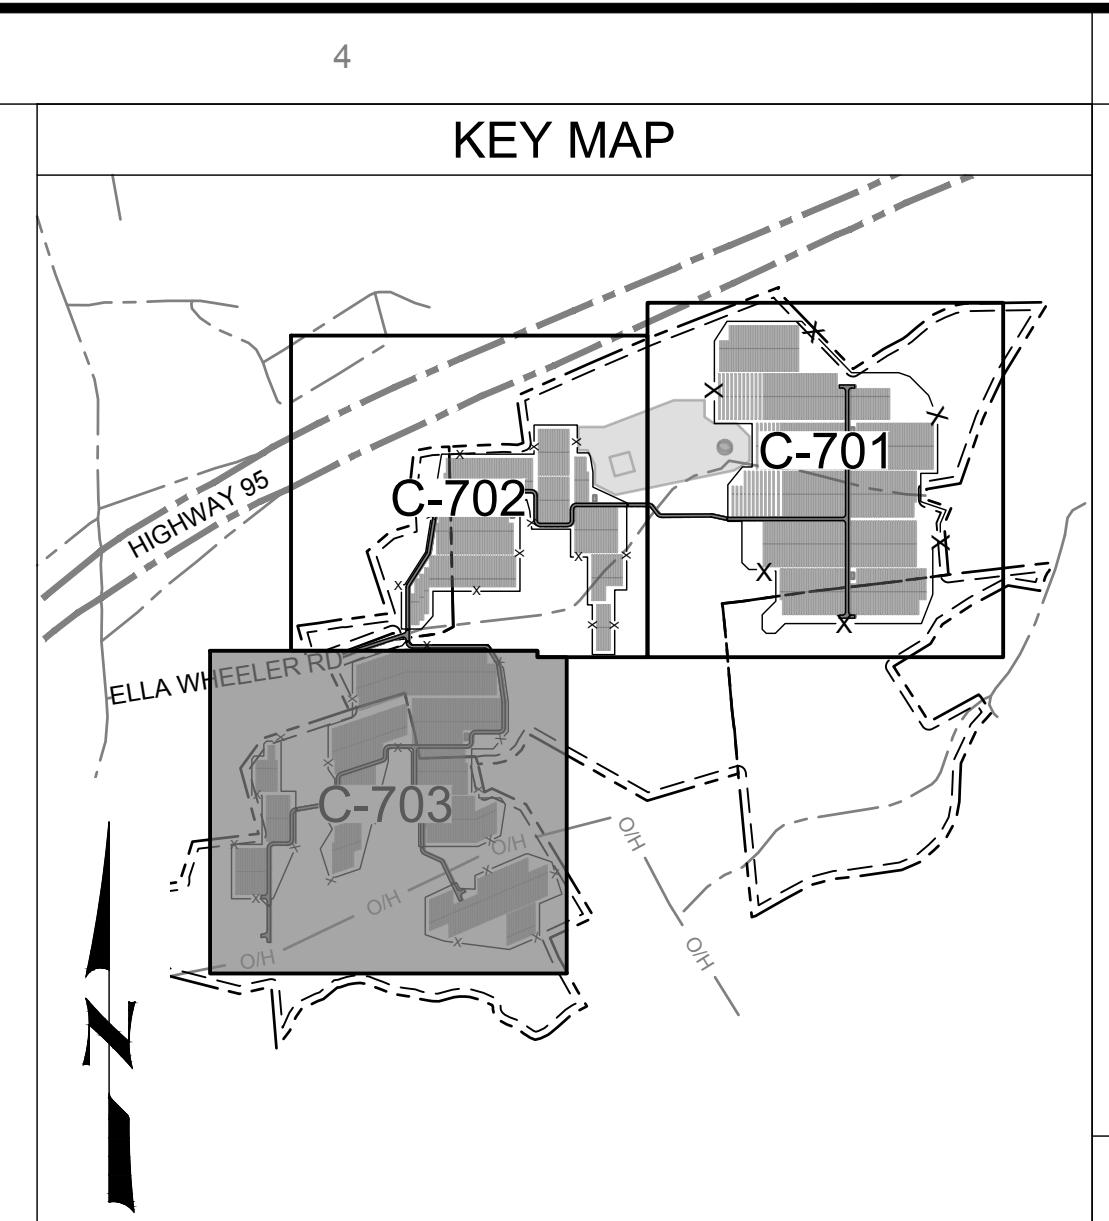 4
KEY MAP
C-701
C-702
HIGHWAY 95
ELLA WHEELER RD
C-703
O/H
O/H
O/H
O/H
O/H
N